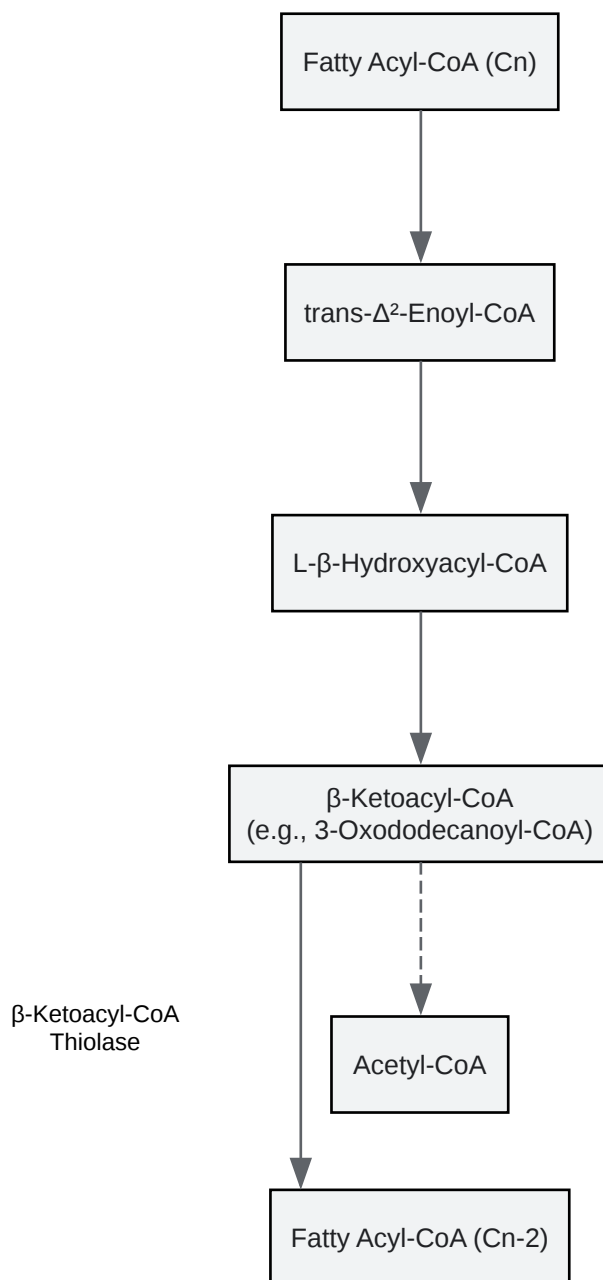 Fatty Acyl-CoA (Cn)
trans-Δ²-Enoyl-CoA
L-β-Hydroxyacyl-CoA
β-Ketoacyl-CoA
(e.g., 3-Oxododecanoyl-CoA)
β-Ketoacyl-CoA
Thiolase
Acetyl-CoA
Fatty Acyl-CoA (Cn-2)